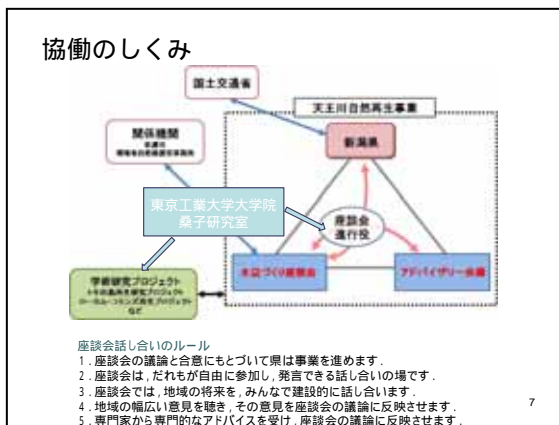 協働のしくみ
国土交通省
天王川自然再生事業
関係機関
新潟県
東京工業大学大学院
桑子研究室
座談会
進行役
水辺づくり座談会
アドバイザリー会議
学術研究プロジェクト
など
座談会話し合いのルール
1．座談会の議論と合意にもとづいて県は事業を進めます．
2．座談会は，だれもが自由に参加し，発言できる話し合いの場です．
3．座談会では，地域の将来を，みんなで建設的に話し合います．
4．地域の幅広い意見を聴き，その意見を座談会の議論に反映させます．
5．専門家から専門的なアドバイスを受け，座談会の議論に反映させます．
7